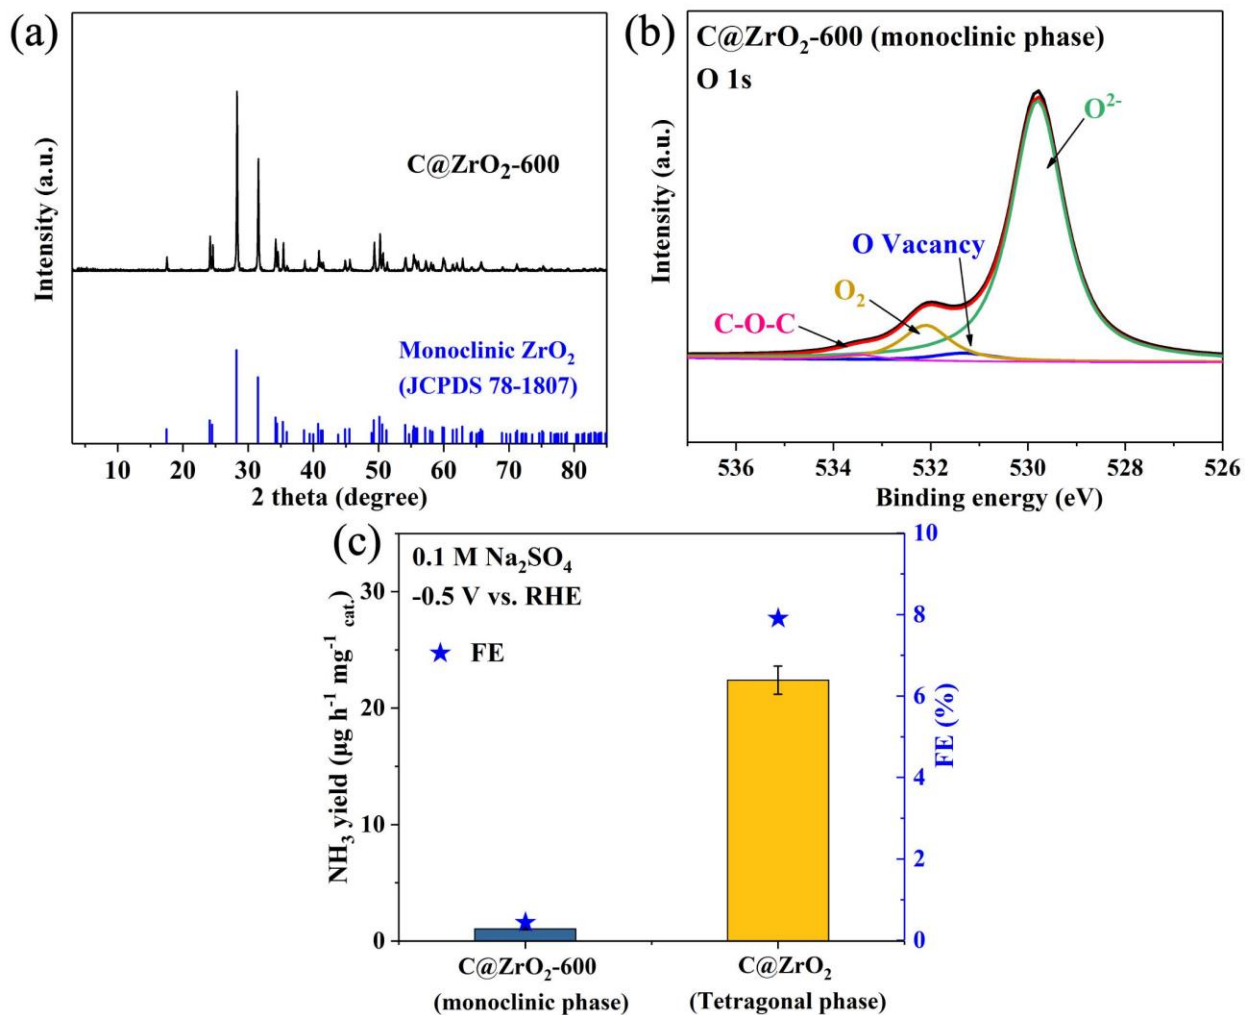 (a)
C@ZrO₂-600
Monoclinic ZrO₂
(JCPDS 78-1807)
Intensity (a.u.)
10 20 30 40 50 60 70 80
2 theta (degree)
(b)
C@ZrO₂-600 (monoclinic phase)
O 1s
O²⁻
O Vacancy
O₂
C-O-C
Intensity (a.u.)
536 534 532 530 528 526
Binding energy (eV)
(c)
0.1 M Na₂SO₄
-0.5 V vs. RHE
★ FE
NH₃ yield (µg h⁻¹ mg⁻¹ cat.)
30
20
10
0
10
8
6
4
2
0
FE (%)
C@ZrO₂-600 C@ZrO₂
(monoclinic phase) (Tetragonal phase)